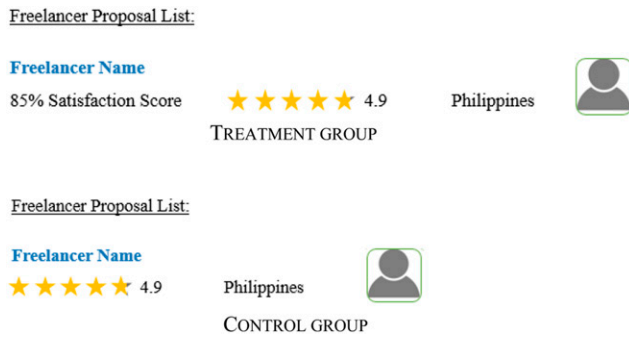 Freelancer Proposal List:
Freelancer Name
85% Satisfaction Score 4.9 Philippines
TREATMENT GROUP
Freelancer Proposal List:
Freelancer Name
4.9 Philippines
CONTROL GROUP